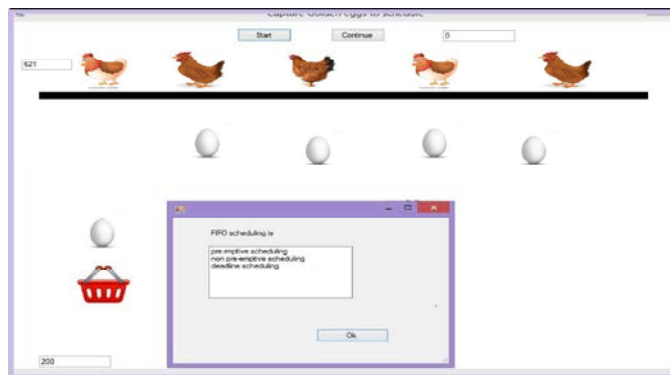 Capture Golden eggs to schedule
Start
Continue
0
621
FIFO scheduling is
pre-emptive scheduling
non pre-emptive scheduling
deadline scheduling
Ok
200